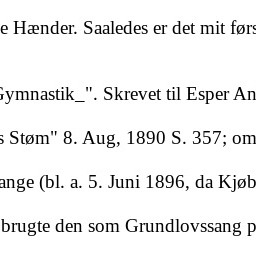 e Hænder. Saaledes er det mit førs
Gymnastik_". Skrevet til Esper An
s Støm" 8. Aug, 1890 S. 357; om
ange (bl. a. 5. Juni 1896, da Kjøb
brugte den som Grundlovssang p